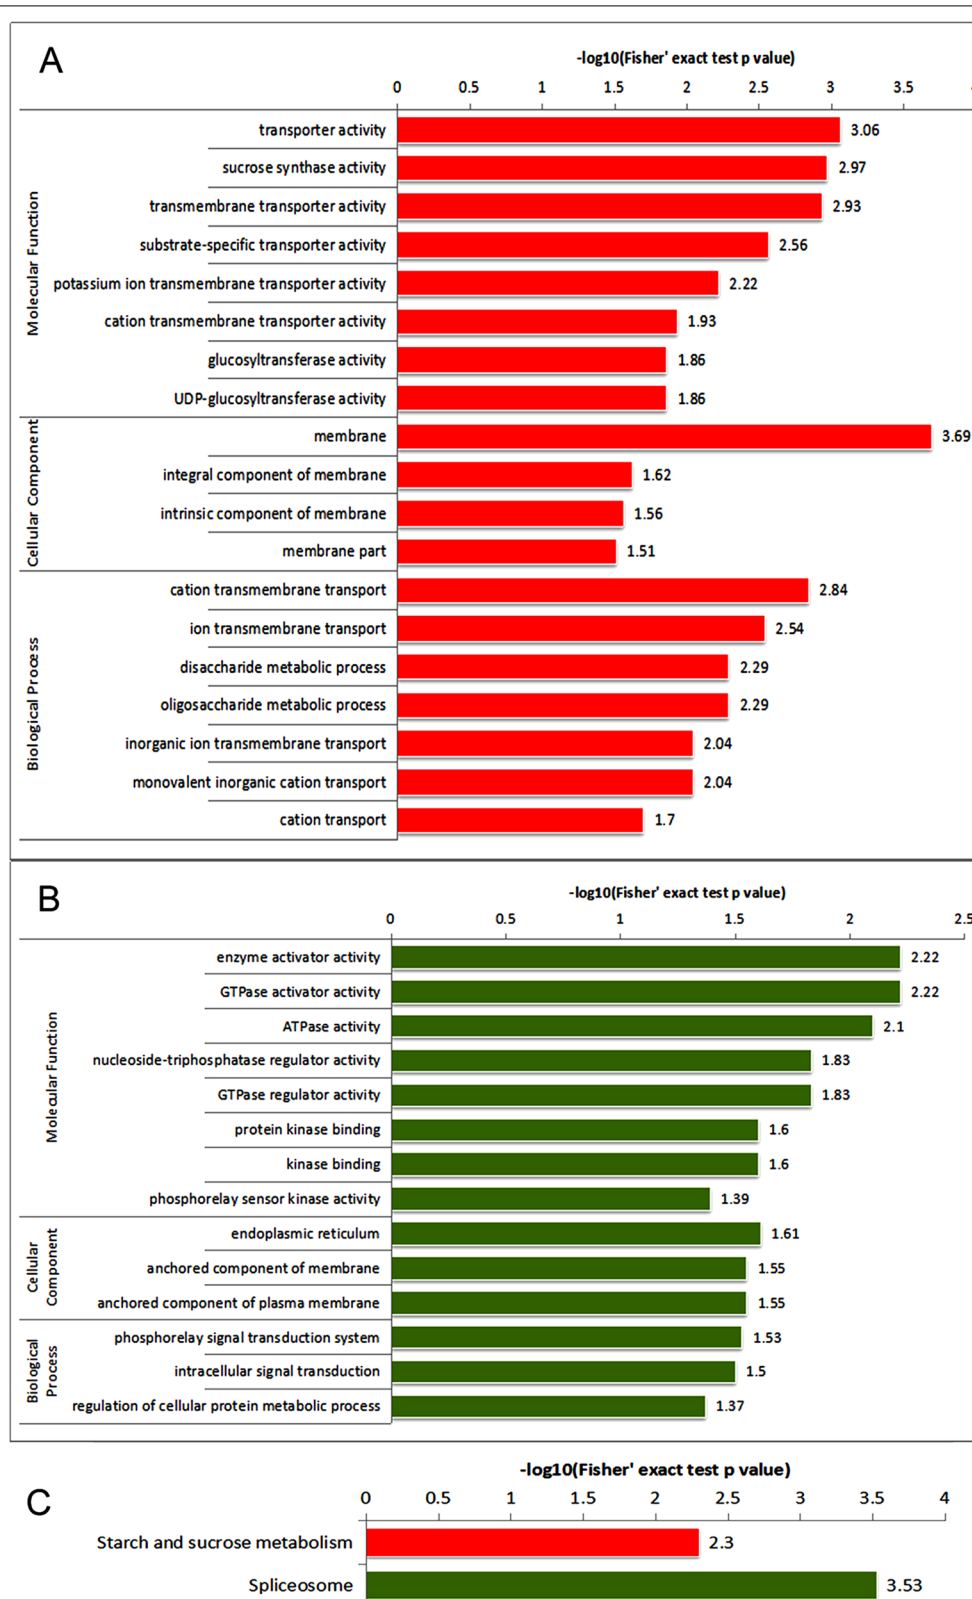 A
-log10(Fisher' exact test p value)
0 0.5 1 1.5 2 2.5 3 3.5
Molecular Function
transporter activity 3.06
sucrose synthase activity 2.97
transmembrane transporter activity 2.93
substrate-specific transporter activity 2.56
potassium ion transmembrane transporter activity 2.22
cation transmembrane transporter activity 1.93
glucosyltransferase activity 1.86
UDP-glucosyltransferase activity 1.86
Cellular Component
membrane 3.69
integral component of membrane 1.62
intrinsic component of membrane 1.56
membrane part 1.51
Biological Process
cation transmembrane transport 2.84
ion transmembrane transport 2.54
disaccharide metabolic process 2.29
oligosaccharide metabolic process 2.29
inorganic ion transmembrane transport 2.04
monovalent inorganic cation transport 2.04
cation transport 1.7
B
-log10(Fisher' exact test p value)
0 0.5 1 1.5 2 2.5
Molecular Function
enzyme activator activity 2.22
GTPase activator activity 2.22
ATPase activity 2.1
nucleoside-triphosphatase regulator activity 1.83
GTPase regulator activity 1.83
protein kinase binding 1.6
kinase binding 1.6
phosphorelay sensor kinase activity 1.39
Cellular
Component
endoplasmic reticulum 1.61
anchored component of membrane 1.55
anchored component of plasma membrane 1.55
Biological
Process
phosphorelay signal transduction system 1.53
intracellular signal transduction 1.5
regulation of cellular protein metabolic process 1.37
C
-log10(Fisher' exact test p value)
0 0.5 1 1.5 2 2.5 3 3.5 4
Starch and sucrose metabolism 2.3
Spliceosome 3.53